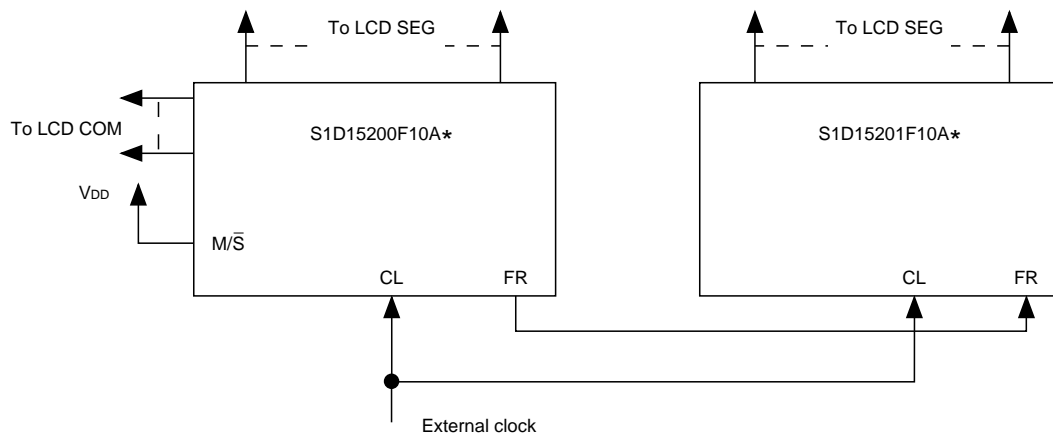 To LCD SEG
To LCD SEG
To LCD COM
S1D15200F10A*
S1D15201F10A*
VDD
M/S̅
CL
FR
CL
FR
External clock